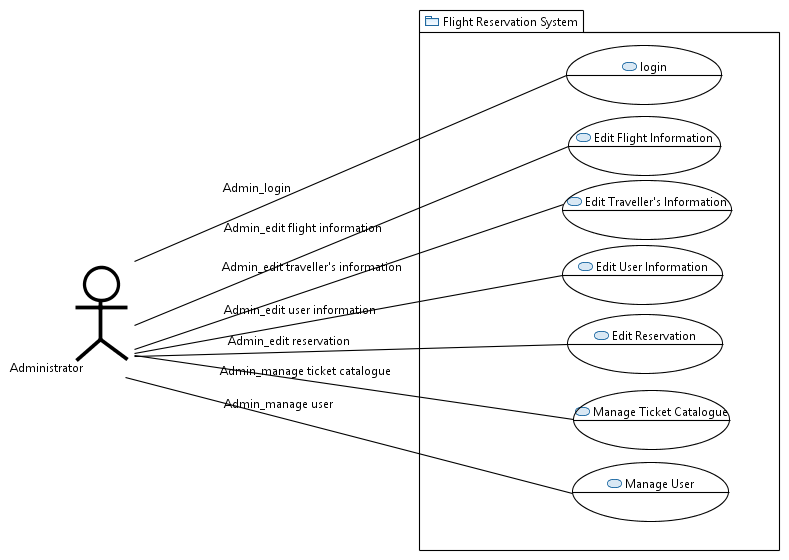 Flight Reservation System
login
Edit Flight Information
Admin_login
Edit Traveller's Information
Admin_edit flight information
Admin_edit traveller's information
Edit User Information
Admin_edit user information
Edit Reservation
Admin_edit reservation
Administrator
Admin_manage ticket catalogue
Manage Ticket Catalogue
Admin_manage user
Manage User